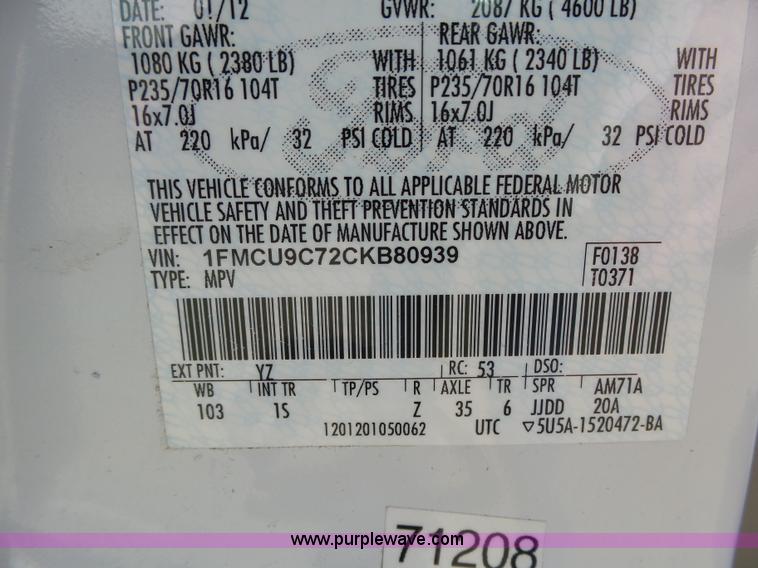 DATE: 01/12 GVWR: 2087 KG ( 4600 LB)
FRONT GAWR: REAR GAWR:
1080 KG ( 2380 LB) WITH 1061 KG ( 2340 LB) WITH
P235/70R16 104T TIRES P235/70R16 104T TIRES
16x7.0J RIMS 16x7.0J RIMS
AT 220 kPa/ 32 PSI COLD AT 220 kPa/ 32 PSI COLD
Ford
THIS VEHICLE CONFORMS TO ALL APPLICABLE FEDERAL MOTOR
VEHICLE SAFETY AND THEFT PREVENTION STANDARDS IN
EFFECT ON THE DATE OF MANUFACTURE SHOWN ABOVE.
VIN: 1FMCU9C72CKB80939 F0138
TYPE: MPV T0371
EXT PNT: YZ RC: 53 DSO:
WB INT TR TP/PS R AXLE TR SPR AM71A
103 1S Z 35 6 JJDD 20A
1201201050062 UTC ▽5U5A-1520472-BA
71208
www.purplewave.com